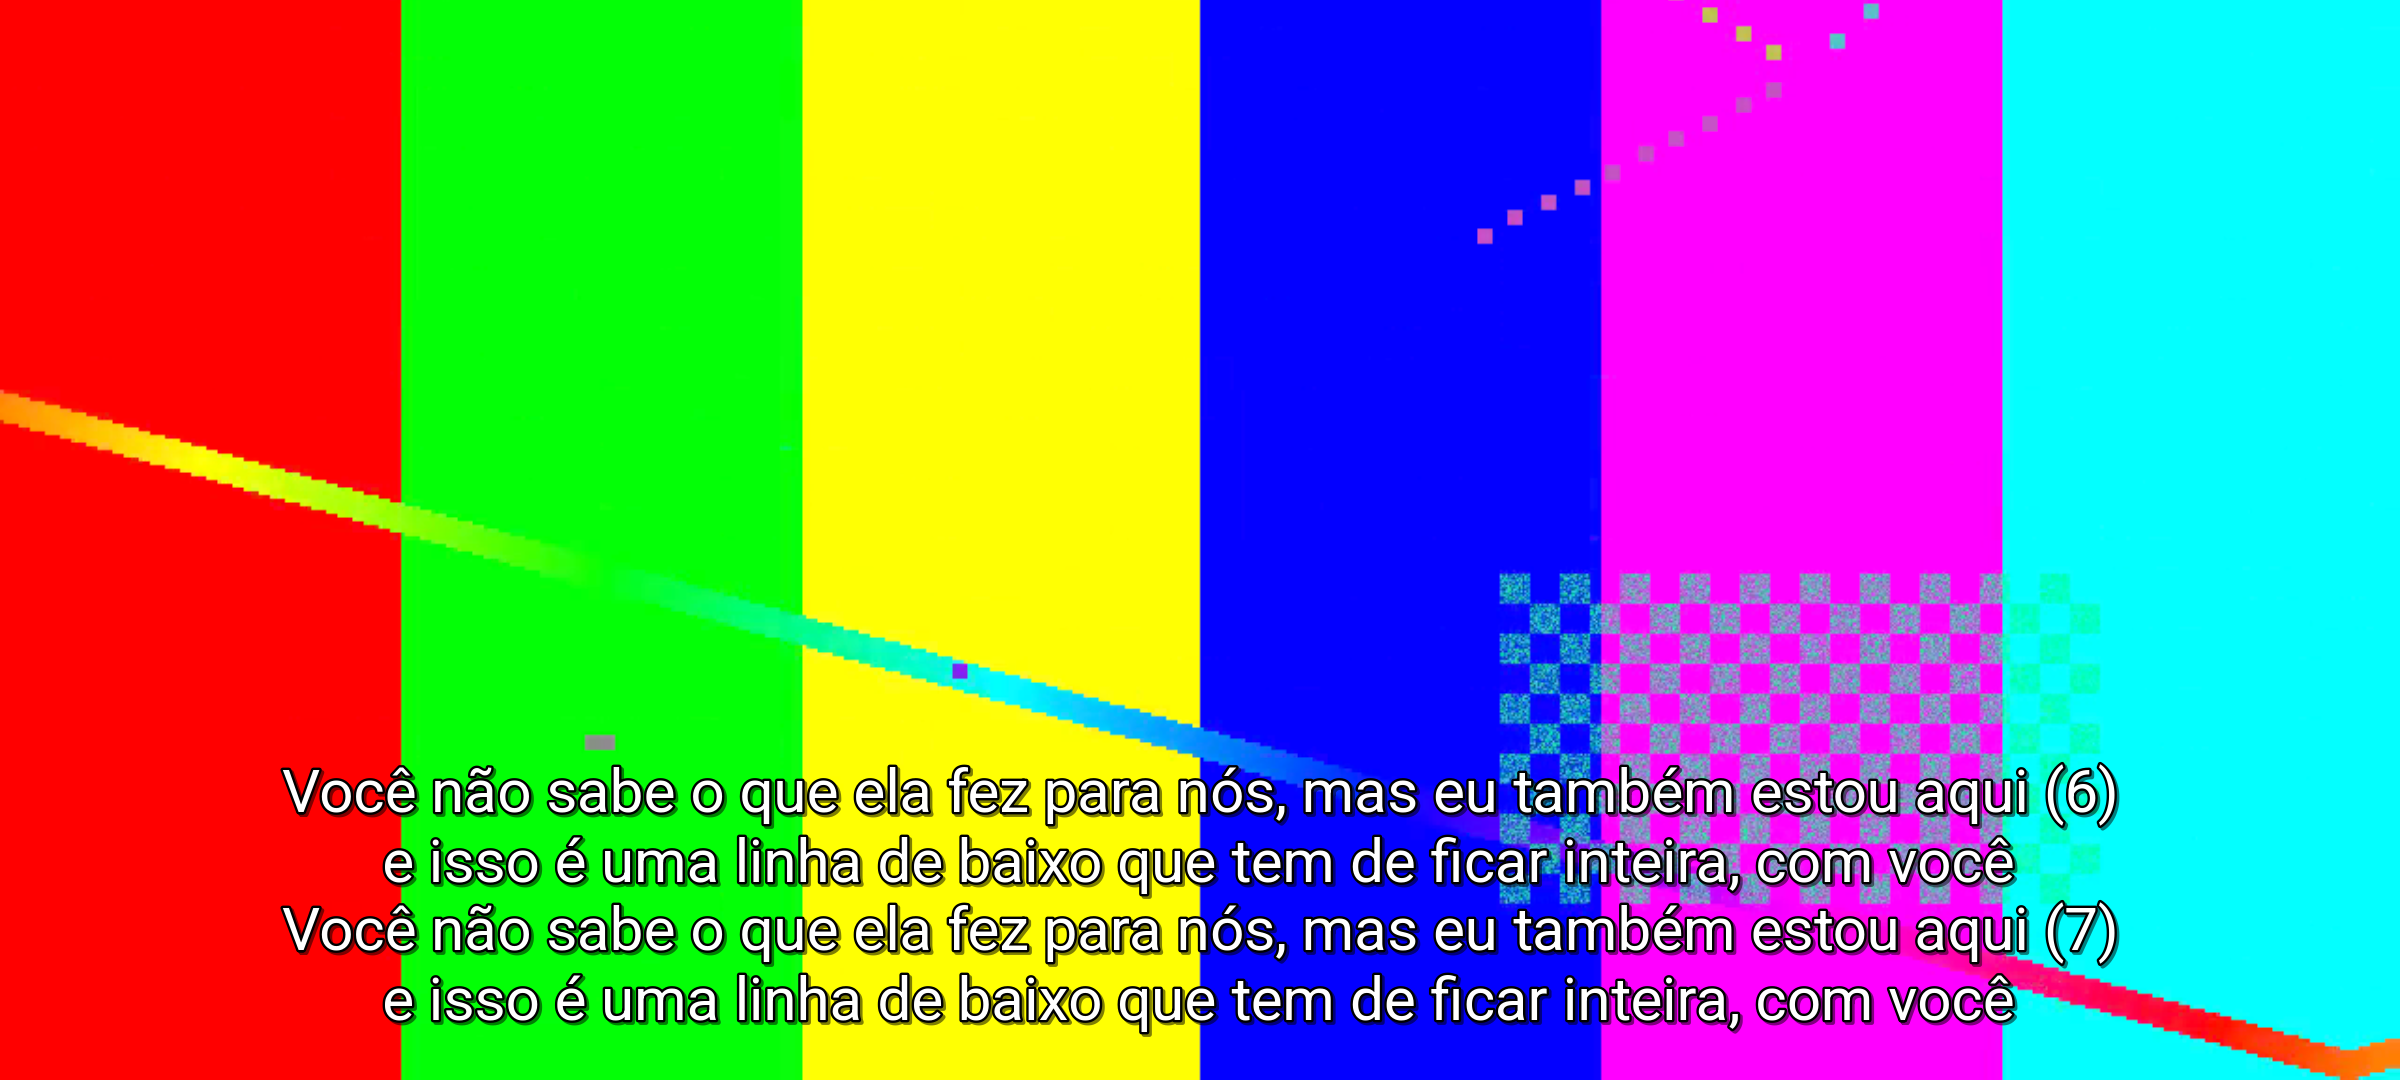 Você não sabe o que ela fez para nós, mas eu também estou aqui (6)
e isso é uma linha de baixo que tem de ficar inteira, com você
Você não sabe o que ela fez para nós, mas eu também estou aqui (7)
e isso é uma linha de baixo que tem de ficar inteira, com você